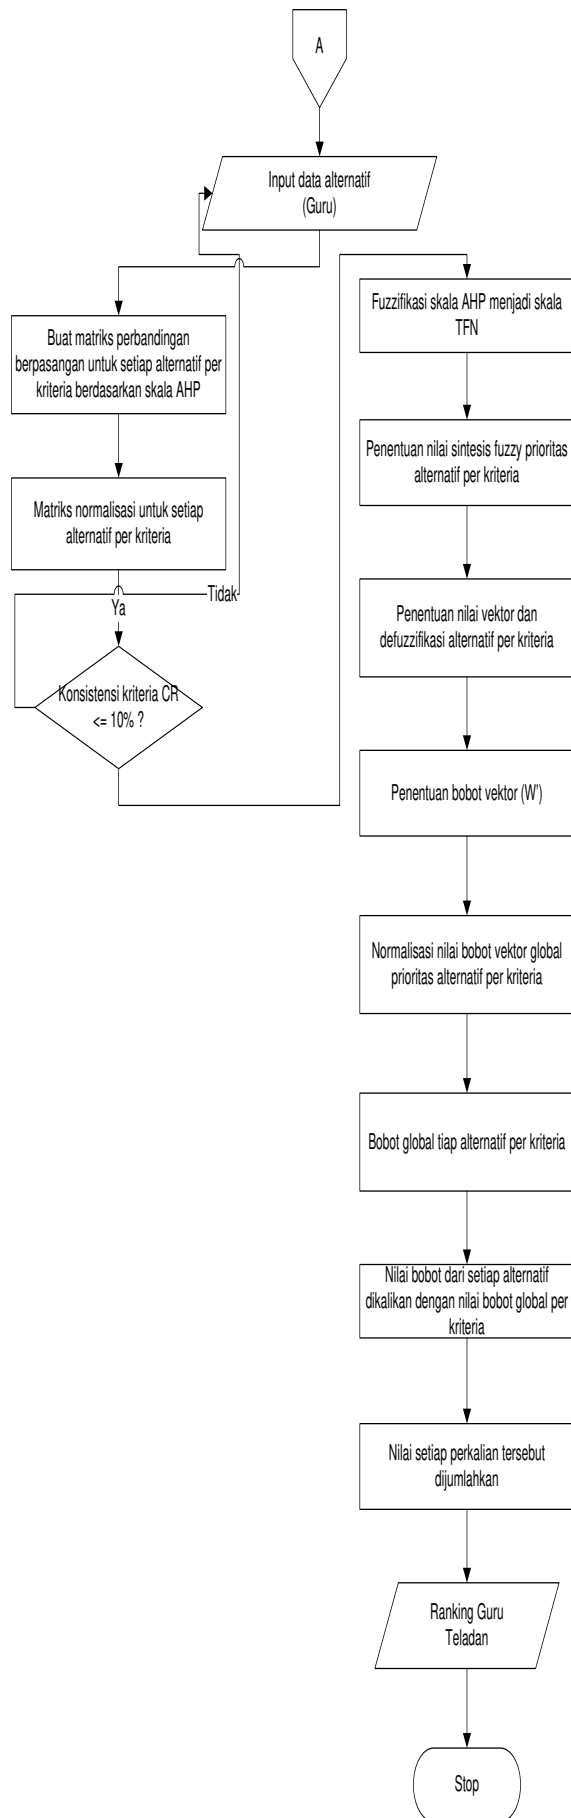 A
Input data alternatif
(Guru)
Buat matriks perbandingan
berpasangan untuk setiap alternatif per
kriteria berdasarkan skala AHP
Matriks normalisasi untuk setiap
alternatif per kriteria
Tidak
Ya
Konsistensi kriteria CR
<= 10% ?
Fuzzifikasi skala AHP menjadi skala
TFN
Penentuan nilai sintesis fuzzy prioritas
alternatif per kriteria
Penentuan nilai vektor dan
defuzzifikasi alternatif per kriteria
Penentuan bobot vektor (W')
Normalisasi nilai bobot vektor global
prioritas alternatif per kriteria
Bobot global tiap alternatif per kriteria
Nilai bobot dari setiap alternatif
dikalikan dengan nilai bobot global per
kriteria
Nilai setiap perkalian tersebut
dijumlahkan
Ranking Guru
Teladan
Stop